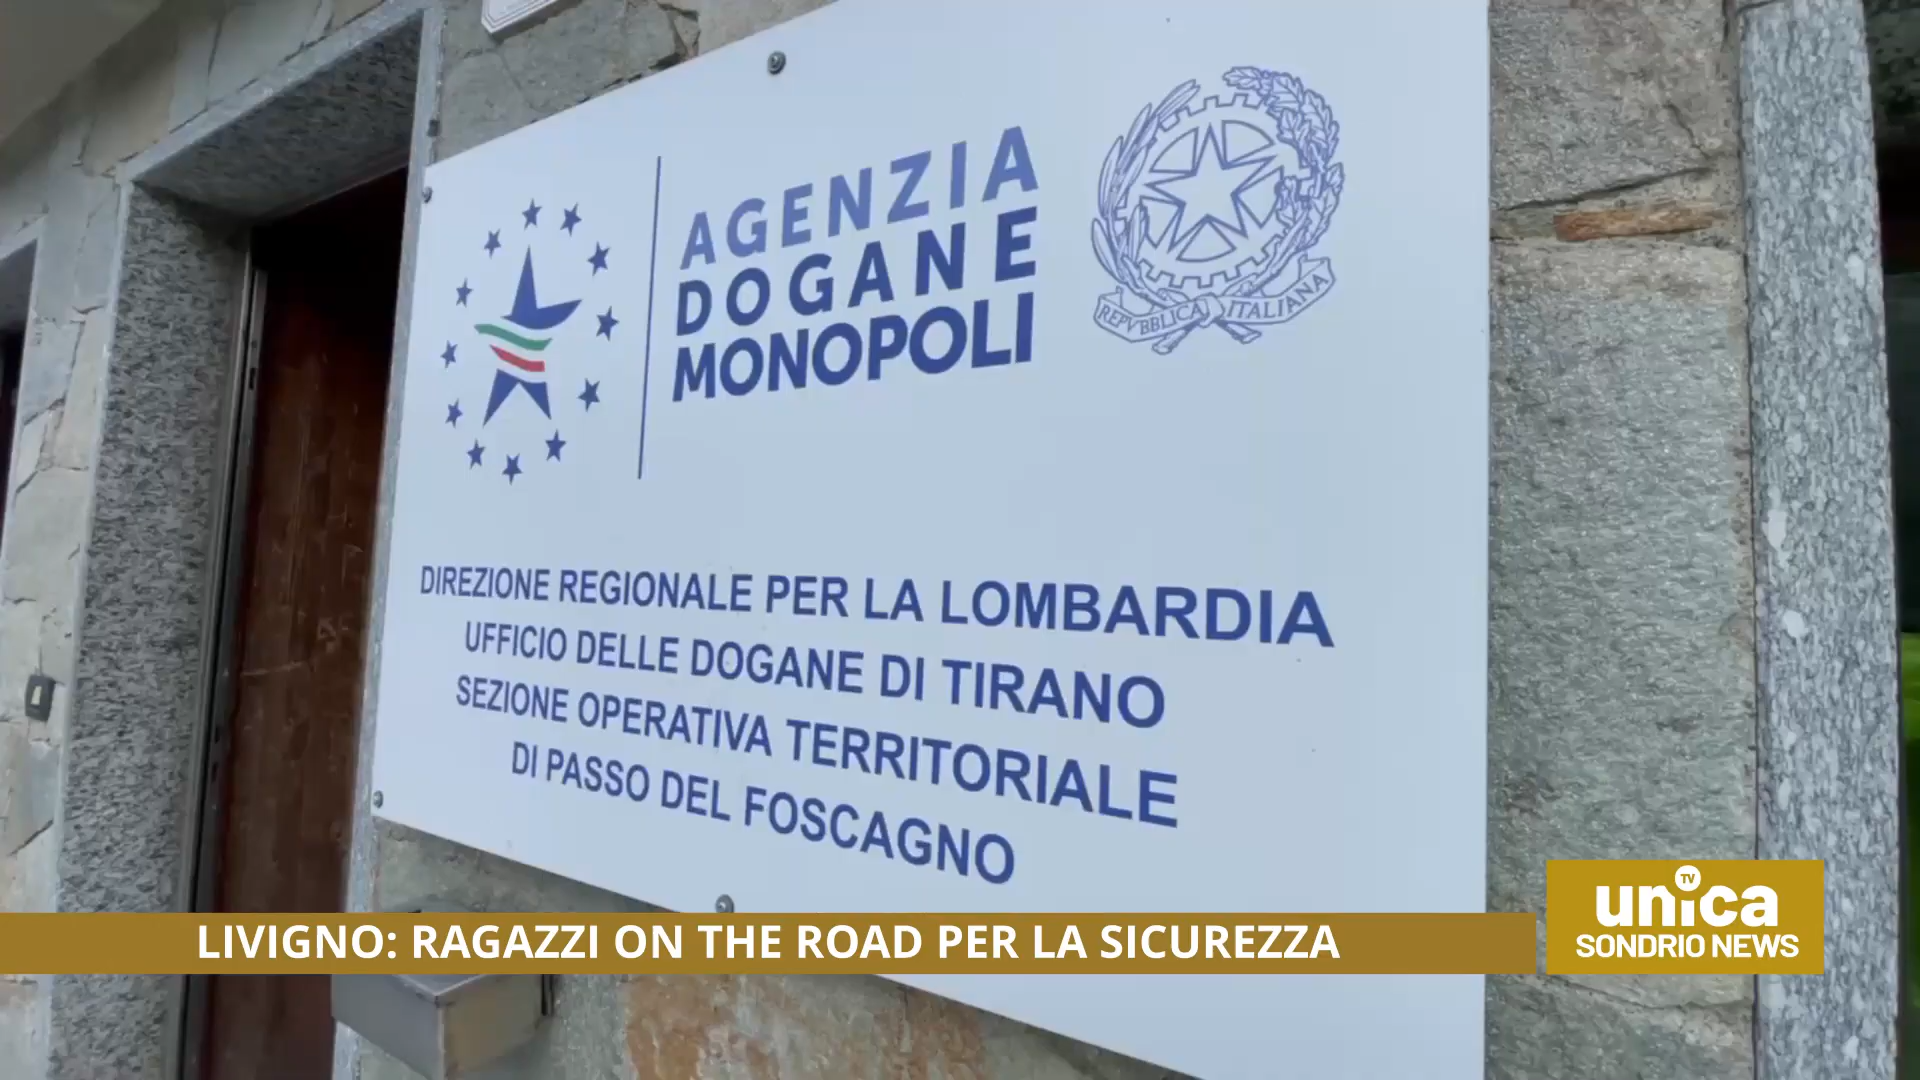 AGENZIA
DOGANE
MONOPOLI
REPVBBLICA ITALIANA
DIREZIONE REGIONALE PER LA LOMBARDIA
UFFICIO DELLE DOGANE DI TIRANO
SEZIONE OPERATIVA TERRITORIALE
DI PASSO DEL FOSCAGNO
LIVIGNO: RAGAZZI ON THE ROAD PER LA SICUREZZA
TV
unica
SONDRIO NEWS